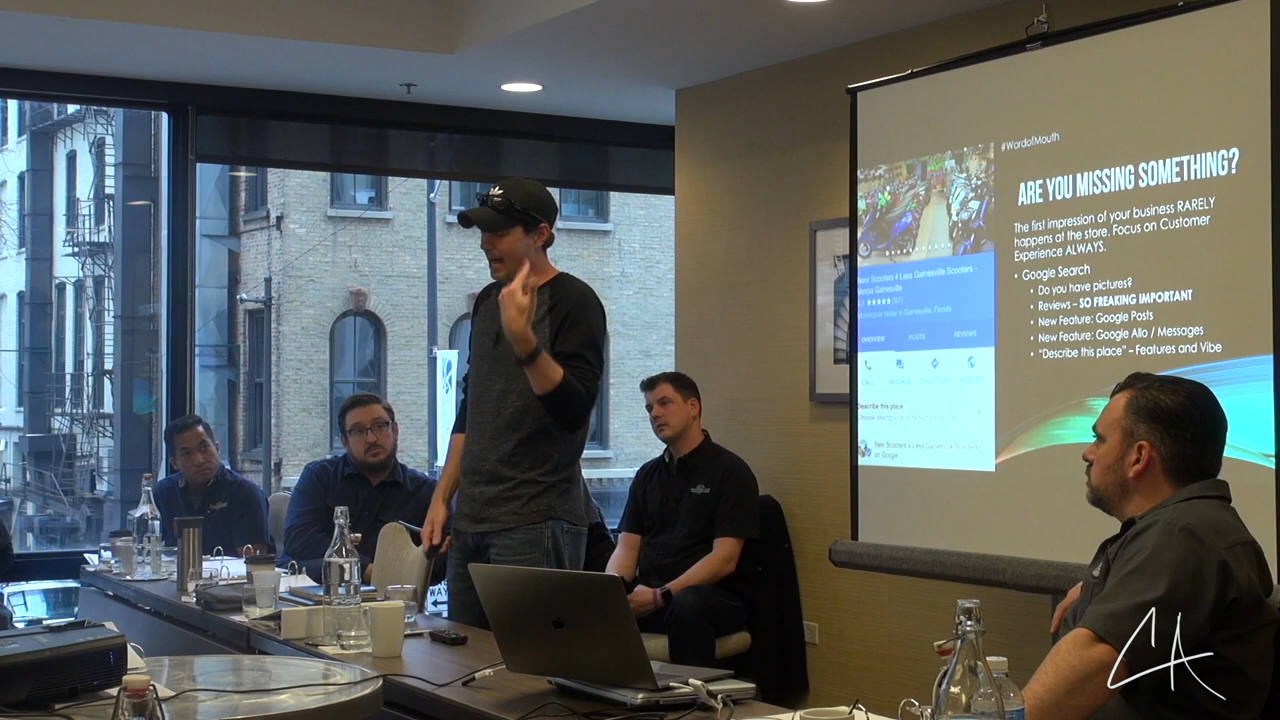 #WordofMouth
ARE YOU MISSING SOMETHING?
The first impression of your business RARELY
happens at the store. Focus on Customer
Experience ALWAYS.
• Google Search
• Do you have pictures?
• Reviews – SO FREAKING IMPORTANT
• New Feature: Google Posts
• New Feature: Google Allo / Messages
• "Describe this place" – Features and Vibe
New Scooters 4 Less Gainesville Scooters -
Vespa Gainesville
Motorcycle dealer in Gainesville, Florida
OVERVIEW POSTS REVIEWS
CALL MESSAGE DIRECTIONS WEBSITE
Describe this place
New Scooters 4 Less Gainesville Scooters
on Google
WAY
CA